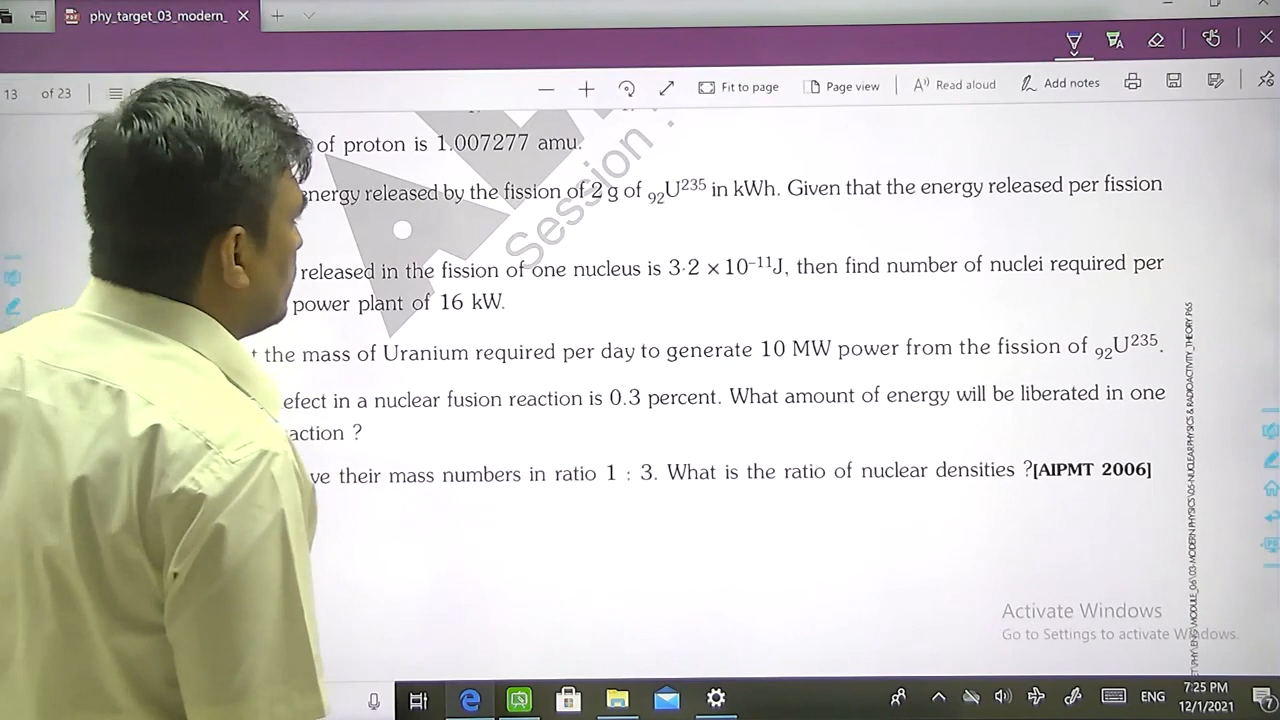 phy_target_03_modern_
13 of 23
Fit to page
Page view
Read aloud
Add notes
of proton is 1.007277 amu.
energy released by the fission of 2 g of ₉₂U²³⁵ in kWh. Given that the energy released per fission
released in the fission of one nucleus is 3·2 × 10⁻¹¹J, then find number of nuclei required per
power plant of 16 kW.
the mass of Uranium required per day to generate 10 MW power from the fission of ₉₂U²³⁵.
efect in a nuclear fusion reaction is 0.3 percent. What amount of energy will be liberated in one
action ?
ve their mass numbers in ratio 1 : 3. What is the ratio of nuclear densities ?[AIPMT 2006]
Session
Activate Windows
Go to Settings to activate Windows.
ENG
7:25 PM
12/1/2021
7